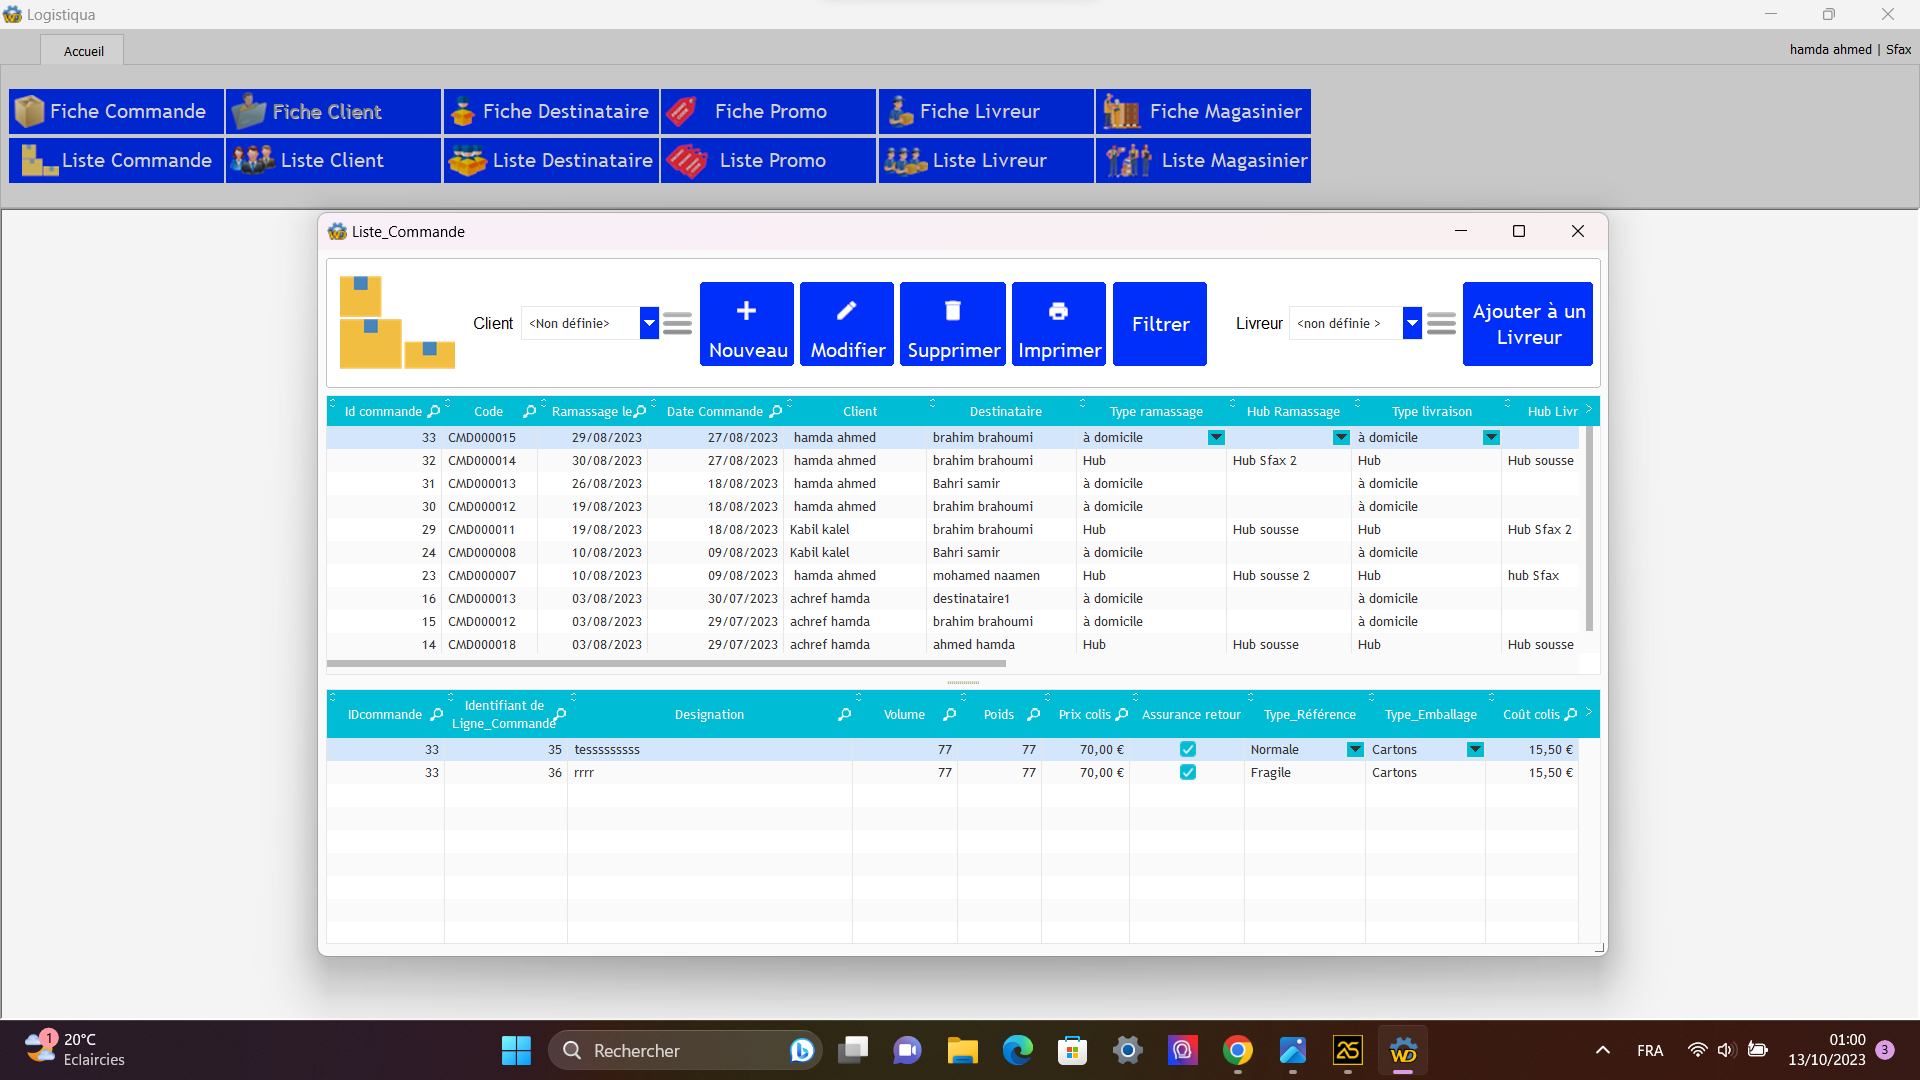 Logistiqua
Accueil
hamda ahmed | Sfax
Fiche Commande Fiche Client Fiche Destinataire Fiche Promo Fiche Livreur Fiche Magasinier
Liste Commande Liste Client Liste Destinataire Liste Promo Liste Livreur Liste Magasinier
Liste_Commande
Client <Non définie> Nouveau Modifier Supprimer Imprimer Filtrer Livreur <non définie > Ajouter à un Livreur
Id commande Code Ramassage le Date Commande Client Destinataire Type ramassage Hub Ramassage Type livraison Hub Livr
33 CMD000015 29/08/2023 27/08/2023 hamda ahmed brahim brahoumi à domicile à domicile
32 CMD000014 30/08/2023 27/08/2023 hamda ahmed brahim brahoumi Hub Hub Sfax 2 Hub Hub sousse
31 CMD000013 26/08/2023 18/08/2023 hamda ahmed Bahri samir à domicile à domicile
30 CMD000012 19/08/2023 18/08/2023 hamda ahmed brahim brahoumi à domicile à domicile
29 CMD000011 19/08/2023 18/08/2023 Kabil kalel brahim brahoumi Hub Hub sousse Hub Hub Sfax 2
24 CMD000008 10/08/2023 09/08/2023 Kabil kalel Bahri samir à domicile à domicile
23 CMD000007 10/08/2023 09/08/2023 hamda ahmed mohamed naamen Hub Hub sousse 2 Hub hub Sfax
16 CMD000013 03/08/2023 30/07/2023 achref hamda destinataire1 à domicile à domicile
15 CMD000012 03/08/2023 29/07/2023 achref hamda brahim brahoumi à domicile à domicile
14 CMD000018 03/08/2023 29/07/2023 achref hamda ahmed hamda Hub Hub sousse Hub Hub sousse
IDcommande Identifiant de Ligne_Commande Designation Volume Poids Prix colis Assurance retour Type_Référence Type_Emballage Coût colis
33 35 tesssssssss 77 77 70,00 € Normale Cartons 15,50 €
33 36 rrrr 77 77 70,00 € Fragile Cartons 15,50 €
1 20°C
Eclaircies
Rechercher
FRA
01:00
13/10/2023
3